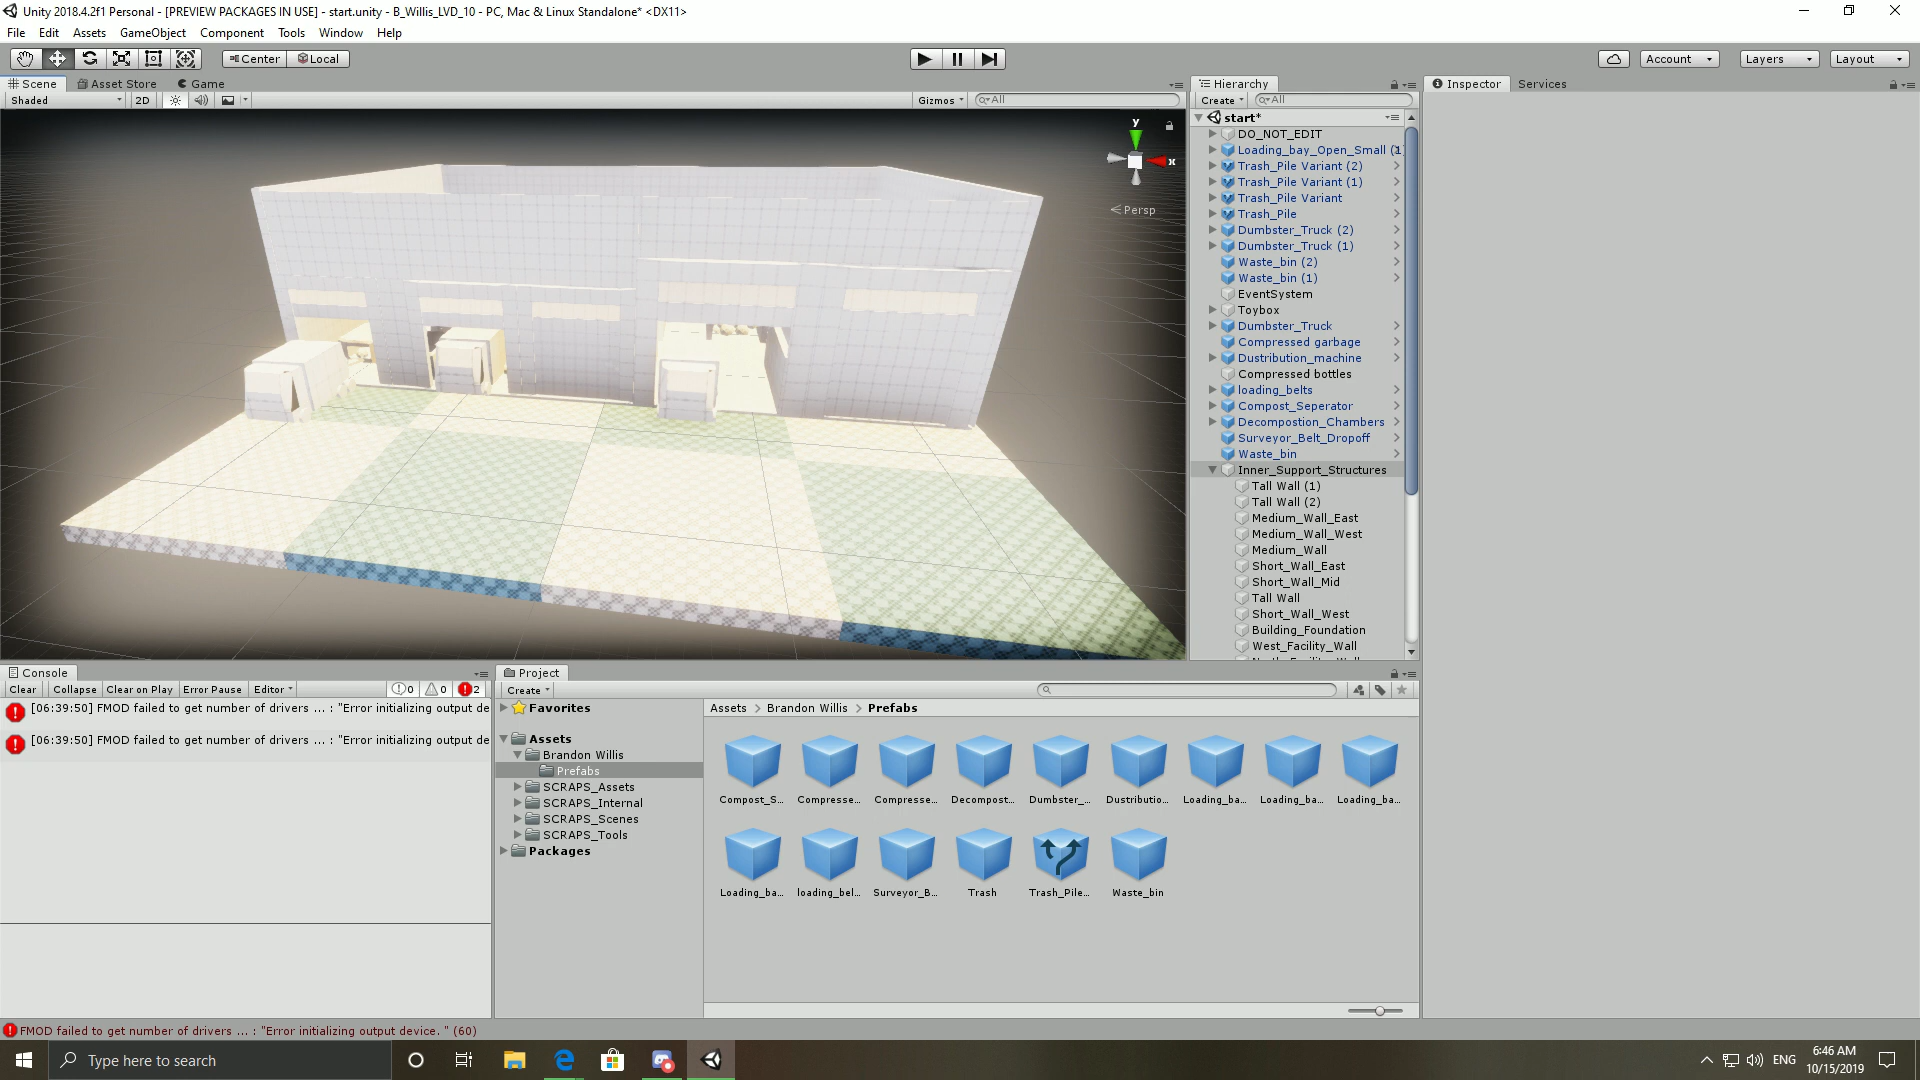 Unity 2018.4.2f1 Personal - [PREVIEW PACKAGES IN USE] - start.unity - B_Willis_LVD_10 - PC, Mac & Linux Standalone* <DX11>
File Edit Assets GameObject Component Tools Window Help
Center Local Account Layers Layout
Scene Asset Store Game
Shaded 2D Gizmos All
y
x
Persp
Hierarchy
Create All
start*
DO_NOT_EDIT
Loading_bay_Open_Small (1
Trash_Pile Variant (2)
Trash_Pile Variant (1)
Trash_Pile Variant
Trash_Pile
Dumbster_Truck (2)
Dumbster_Truck (1)
Waste_bin (2)
Waste_bin (1)
EventSystem
Toybox
Dumbster_Truck
Compressed garbage
Dustribution_machine
Compressed bottles
loading_belts
Compost_Seperator
Decompostion_Chambers
Surveyor_Belt_Dropoff
Waste_bin
Inner_Support_Structures
Tall Wall (1)
Tall Wall (2)
Medium_Wall_East
Medium_Wall_West
Medium_Wall
Short_Wall_East
Short_Wall_Mid
Tall Wall
Short_Wall_West
Building_Foundation
West_Facility_Wall
Inspector Services
Console
Clear Collapse Clear on Play Error Pause Editor 0 0 2
[06:39:50] FMOD failed to get number of drivers ... : "Error initializing output de
[06:39:50] FMOD failed to get number of drivers ... : "Error initializing output de
Project
Create
Favorites
Assets
Brandon Willis
Prefabs
SCRAPS_Assets
SCRAPS_Internal
SCRAPS_Scenes
SCRAPS_Tools
Packages
Assets > Brandon Willis > Prefabs
Compost_S... Compresse... Compresse... Decompost... Dumbster_... Dustributio... Loading_ba... Loading_ba... Loading_ba...
Loading_ba... loading_bel... Surveyor_B... Trash Trash_Pile... Waste_bin
FMOD failed to get number of drivers ... : "Error initializing output device. " (60)
Type here to search
ENG
6:46 AM
10/15/2019